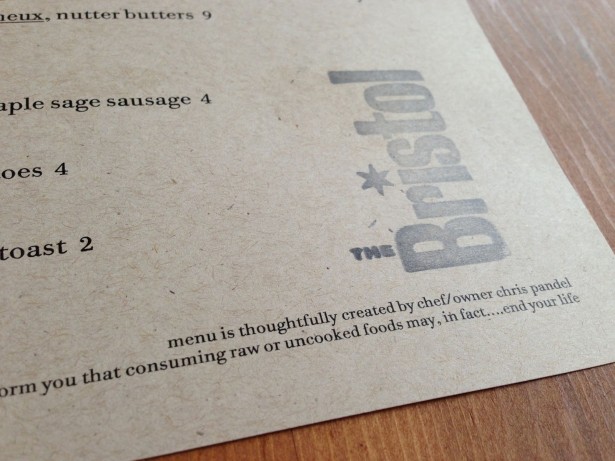 ieux, nutter butters 9
aple sage sausage 4
oes 4
toast 2
THE Bristol
menu is thoughtfully created by chef/owner chris pandel
orm you that consuming raw or uncooked foods may, in fact....end your life